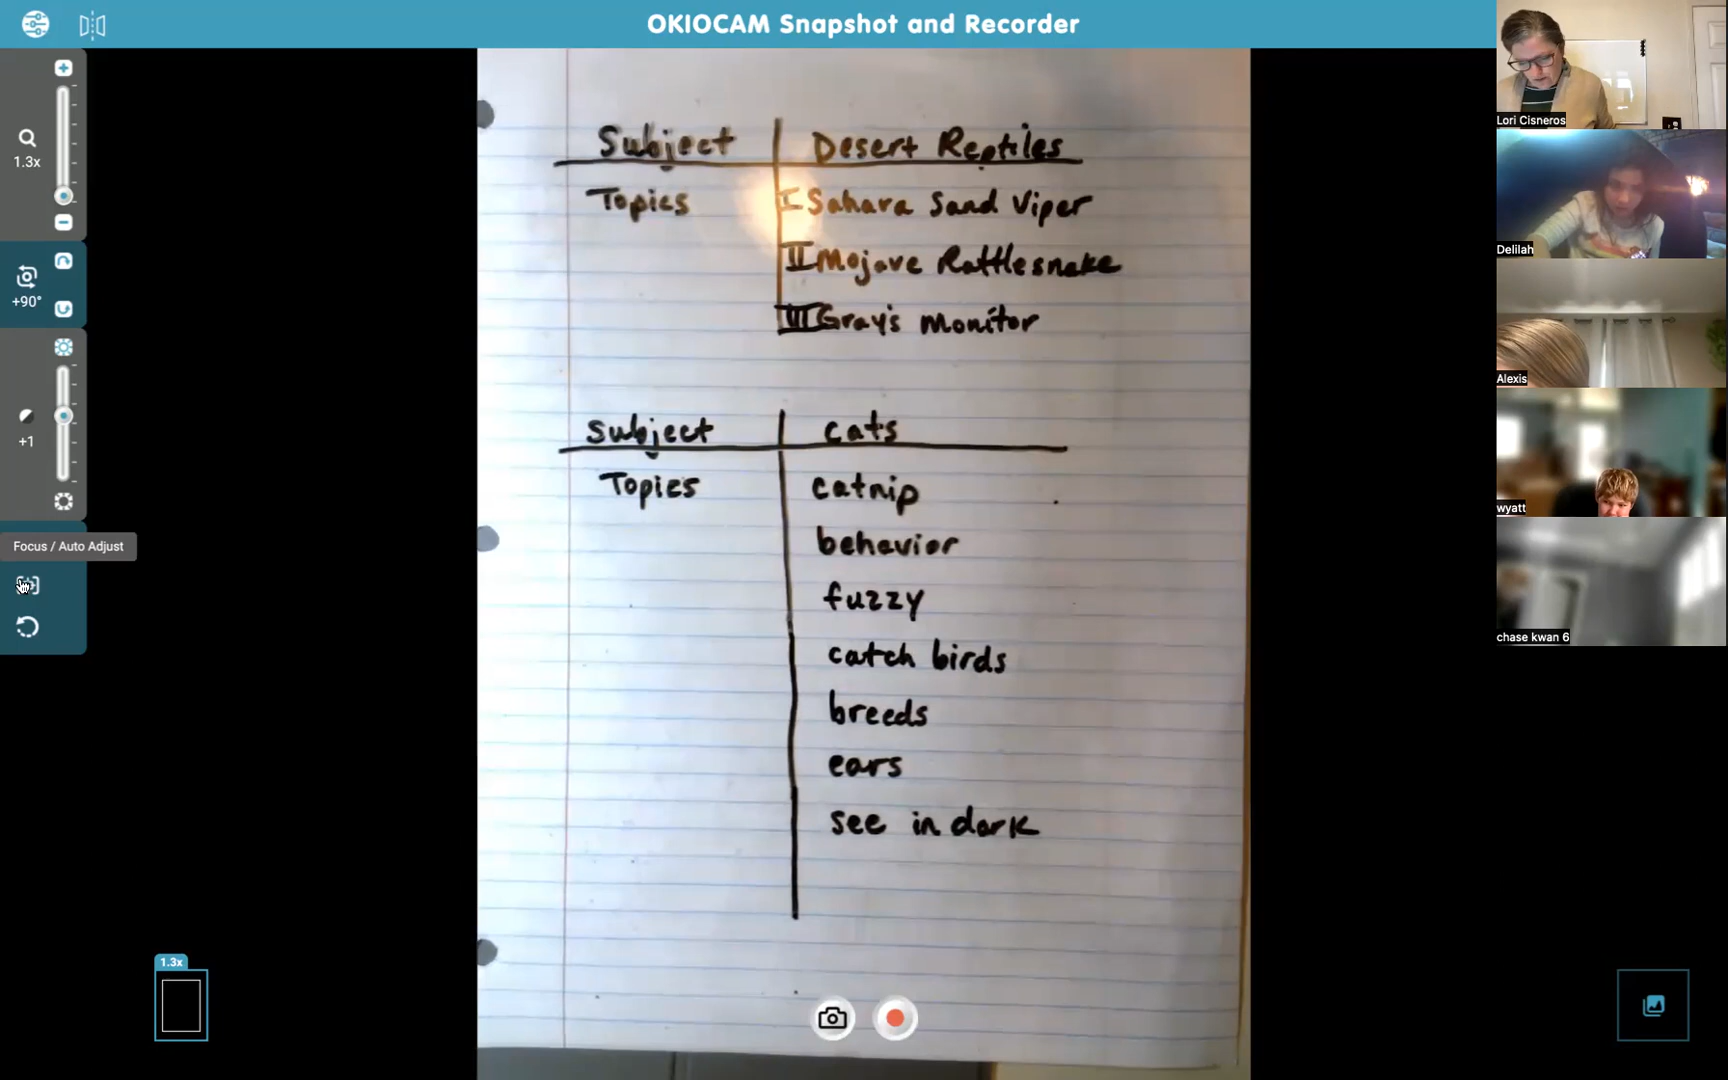 OKIOCAM Snapshot and Recorder
1.3x
+90°
+1
Focus / Auto Adjust
1.3x
Subject Desert Reptiles
Topics I Sahara Sand Viper
II Mojave Rattlesnake
III Gray's Monitor
Subject Cats
Topics catnip
behavior
fuzzy
catch birds
breeds
ears
see in dark
Lori Cisneros
Delilah
Alexis
wyatt
chase kwan 6